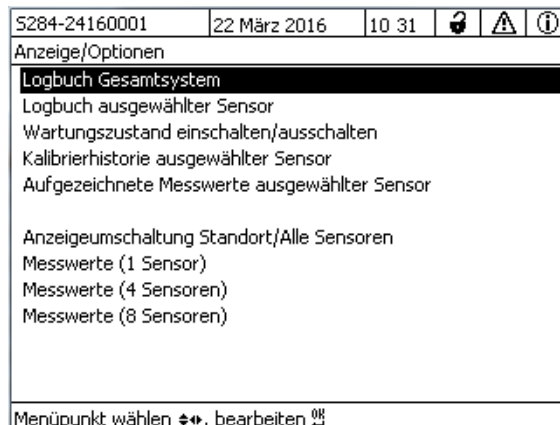 S284-24160001 22 März 2016 10 31
Anzeige/Optionen
Logbuch Gesamtsystem
Logbuch ausgewählter Sensor
Wartungszustand einschalten/ausschalten
Kalibrierhistorie ausgewählter Sensor
Aufgezeichnete Messwerte ausgewählter Sensor
Anzeigeumschaltung Standort/Alle Sensoren
Messwerte (1 Sensor)
Messwerte (4 Sensoren)
Messwerte (8 Sensoren)
Menüpunkt wählen, bearbeiten OK